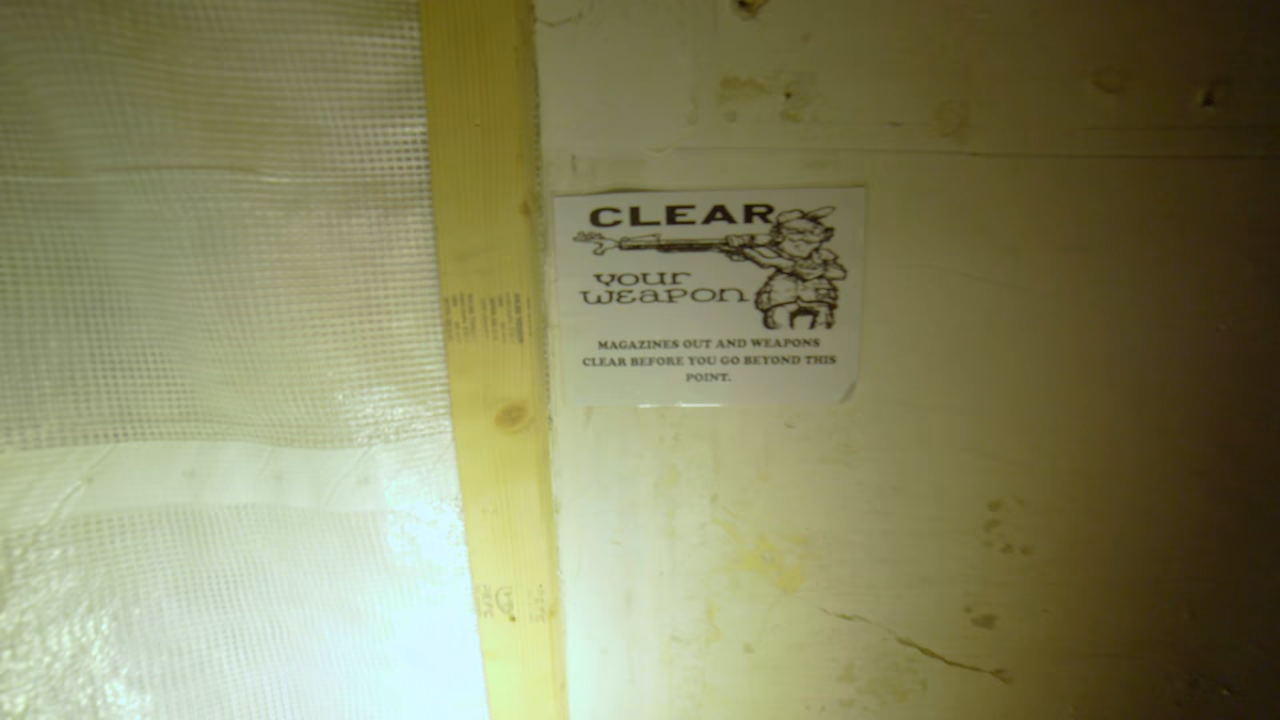 CLEAR
your
weapon
MAGAZINES OUT AND WEAPONS
CLEAR BEFORE YOU GO BEYOND THIS
POINT.